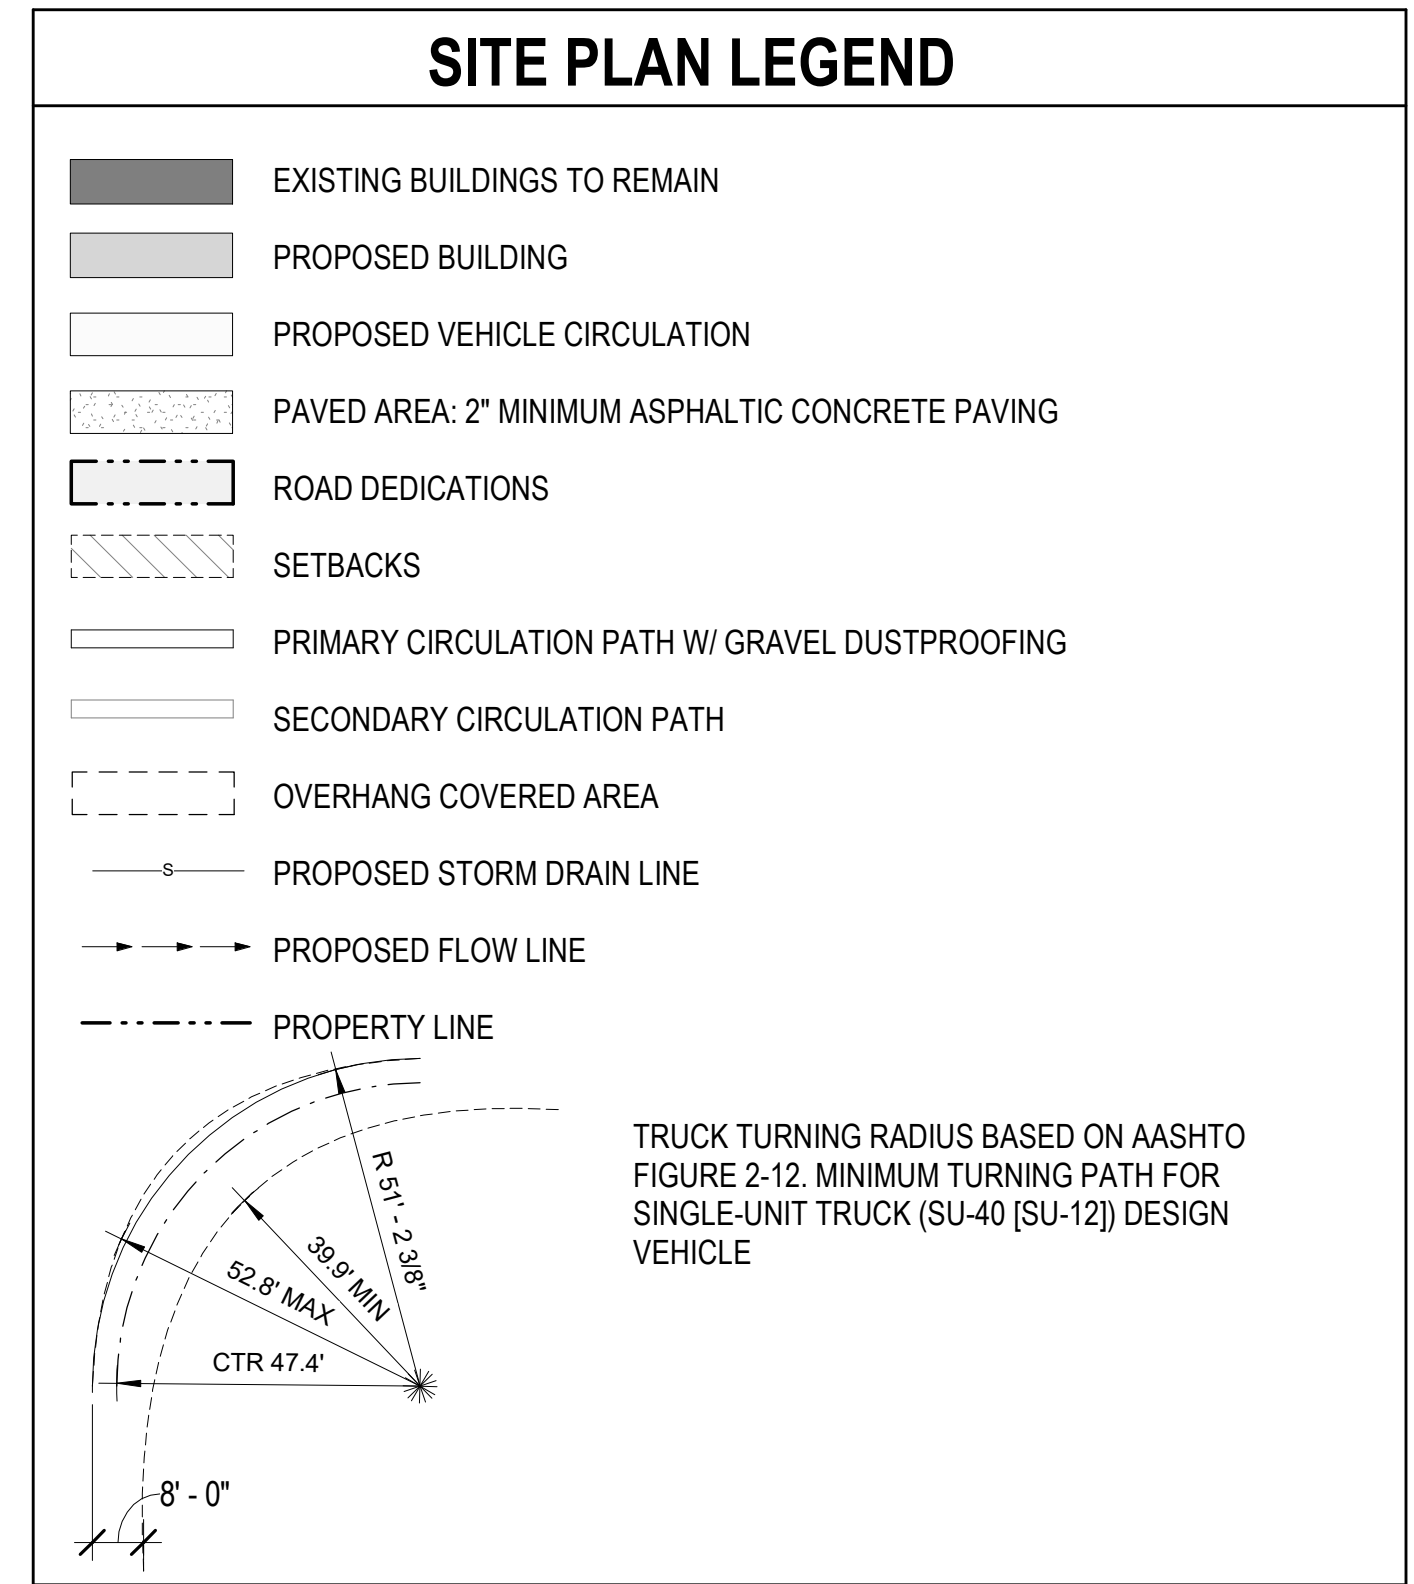 SITE PLAN LEGEND
EXISTING BUILDINGS TO REMAIN
PROPOSED BUILDING
PROPOSED VEHICLE CIRCULATION
PAVED AREA: 2" MINIMUM ASPHALTIC CONCRETE PAVING
ROAD DEDICATIONS
SETBACKS
PRIMARY CIRCULATION PATH W/ GRAVEL DUSTPROOFING
SECONDARY CIRCULATION PATH
OVERHANG COVERED AREA
S
PROPOSED STORM DRAIN LINE
PROPOSED FLOW LINE
PROPERTY LINE
R 51' - 2 3/8"
39.9' MIN
52.8' MAX
CTR 47.4'
8' - 0"
TRUCK TURNING RADIUS BASED ON AASHTO
FIGURE 2-12. MINIMUM TURNING PATH FOR
SINGLE-UNIT TRUCK (SU-40 [SU-12]) DESIGN
VEHICLE